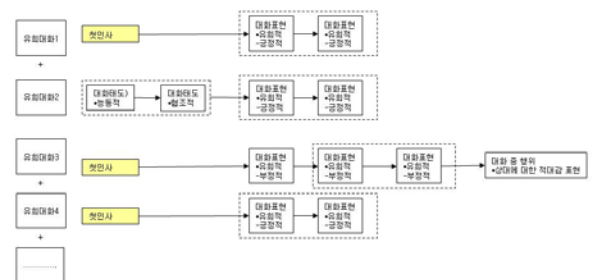 유희대화1
첫인사
대화표현
•유희적
-긍정적
대화표현
•유희적
-긍정적
+
유희대화2
대화태도)
•능동적
대화태도
•협조적
대화표현
•유희적
-긍정적
대화표현
•유희적
-긍정적
+
유희대화3
첫인사
대화표현
•유희적
-부정적
대화표현
•유희적
-부정적
대화표현
•유희적
-부정적
대화 중 행위
•상대에 대한 적대감 표현
+
유희대화4
첫인사
대화표현
•유희적
-긍정적
대화표현
•유희적
-긍정적
+
..............